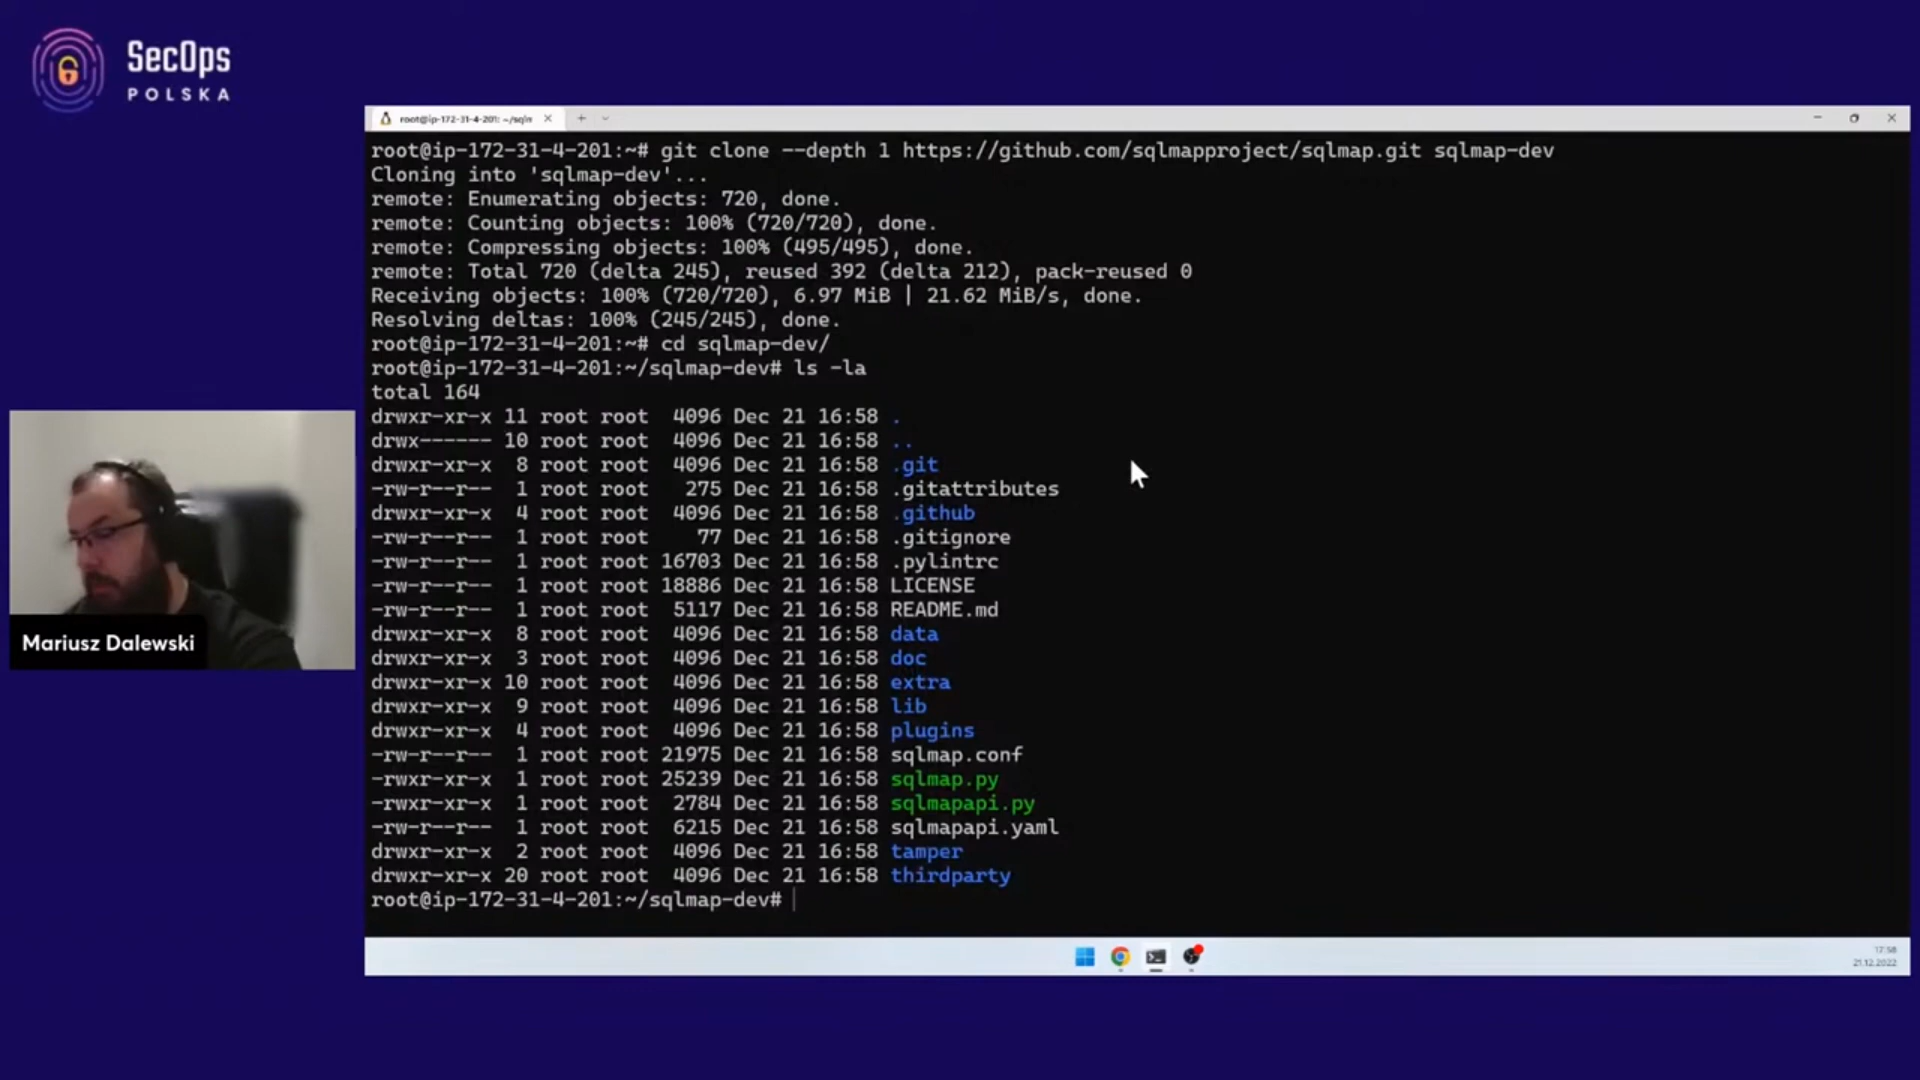 SecOps
POLSKA
root@ip-172-31-4-201: ~/sqlm
root@ip-172-31-4-201:~# git clone --depth 1 https://github.com/sqlmapproject/sqlmap.git sqlmap-dev
Cloning into 'sqlmap-dev'...
remote: Enumerating objects: 720, done.
remote: Counting objects: 100% (720/720), done.
remote: Compressing objects: 100% (495/495), done.
remote: Total 720 (delta 245), reused 392 (delta 212), pack-reused 0
Receiving objects: 100% (720/720), 6.97 MiB | 21.62 MiB/s, done.
Resolving deltas: 100% (245/245), done.
root@ip-172-31-4-201:~# cd sqlmap-dev/
root@ip-172-31-4-201:~/sqlmap-dev# ls -la
total 164
drwxr-xr-x 11 root root  4096 Dec 21 16:58 .
drwx------ 10 root root  4096 Dec 21 16:58 ..
drwxr-xr-x  8 root root  4096 Dec 21 16:58 .git
-rw-r--r--  1 root root   275 Dec 21 16:58 .gitattributes
drwxr-xr-x  4 root root  4096 Dec 21 16:58 .github
-rw-r--r--  1 root root    77 Dec 21 16:58 .gitignore
-rw-r--r--  1 root root 16703 Dec 21 16:58 .pylintrc
-rw-r--r--  1 root root 18886 Dec 21 16:58 LICENSE
-rw-r--r--  1 root root  5117 Dec 21 16:58 README.md
drwxr-xr-x  8 root root  4096 Dec 21 16:58 data
drwxr-xr-x  3 root root  4096 Dec 21 16:58 doc
drwxr-xr-x 10 root root  4096 Dec 21 16:58 extra
drwxr-xr-x  9 root root  4096 Dec 21 16:58 lib
drwxr-xr-x  4 root root  4096 Dec 21 16:58 plugins
-rw-r--r--  1 root root 21975 Dec 21 16:58 sqlmap.conf
-rwxr-xr-x  1 root root 25239 Dec 21 16:58 sqlmap.py
-rwxr-xr-x  1 root root  2784 Dec 21 16:58 sqlmapapi.py
-rw-r--r--  1 root root  6215 Dec 21 16:58 sqlmapapi.yaml
drwxr-xr-x  2 root root  4096 Dec 21 16:58 tamper
drwxr-xr-x 20 root root  4096 Dec 21 16:58 thirdparty
root@ip-172-31-4-201:~/sqlmap-dev#
Mariusz Dalewski
17:58
21.12.2022